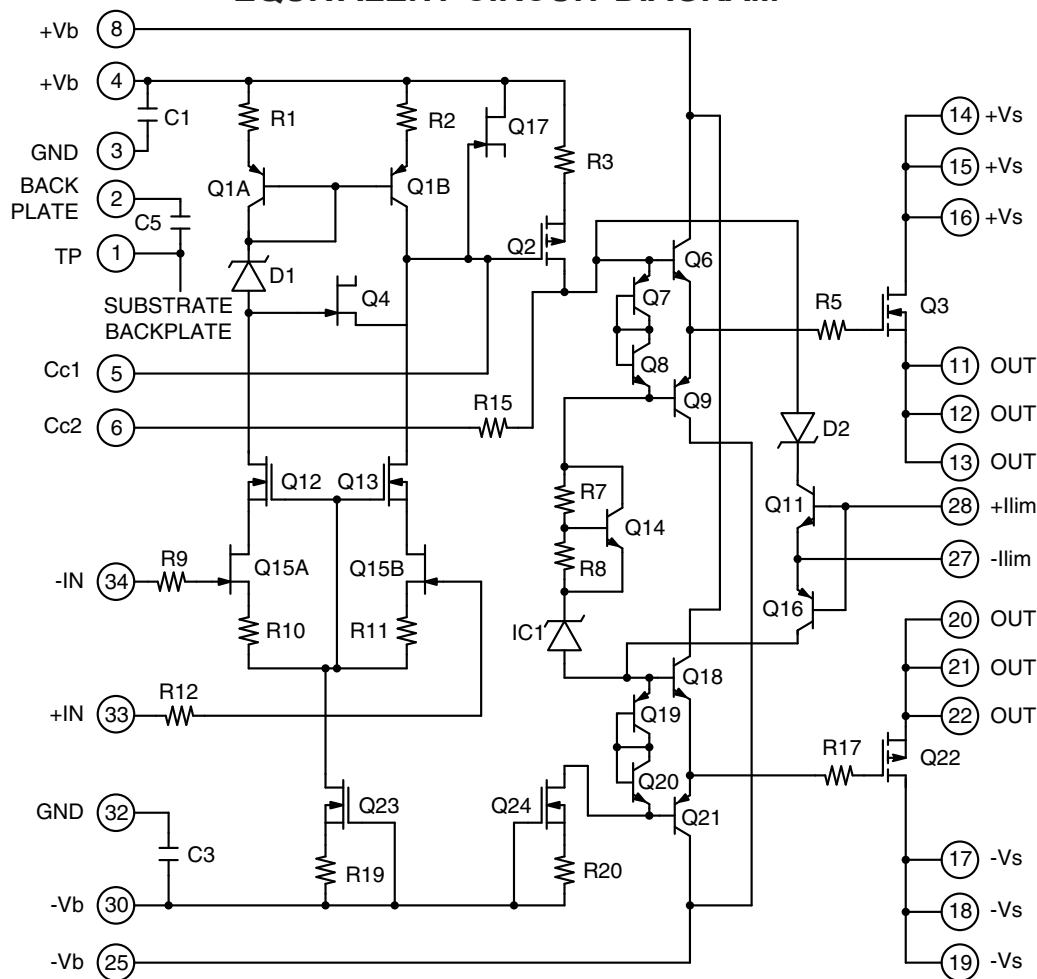 EQUIVALENT CIRCUIT DIAGRAM
+Vb 8
+Vb 4
C1
R1
R2
Q17
R3
14 +Vs
GND 3
15 +Vs
Q1A
Q1B
BACK
PLATE
2
C5
16 +Vs
TP 1
Q2
Q6
D1
Q4
Q7
SUBSTRATE
BACKPLATE
R5
Q3
Cc1 5
Q8
11 OUT
Q9
12 OUT
Cc2 6
R15
D2
13 OUT
Q12
Q13
R7
Q11
28 +Ilim
Q14
-IN 34
R9
Q15A
Q15B
R8
27 -Ilim
Q16
R10
R11
IC1
20 OUT
21 OUT
Q18
+IN 33
R12
Q19
22 OUT
R17
Q22
Q20
Q23
Q24
Q21
GND 32
C3
R19
R20
17 -Vs
-Vb 30
18 -Vs
-Vb 25
19 -Vs